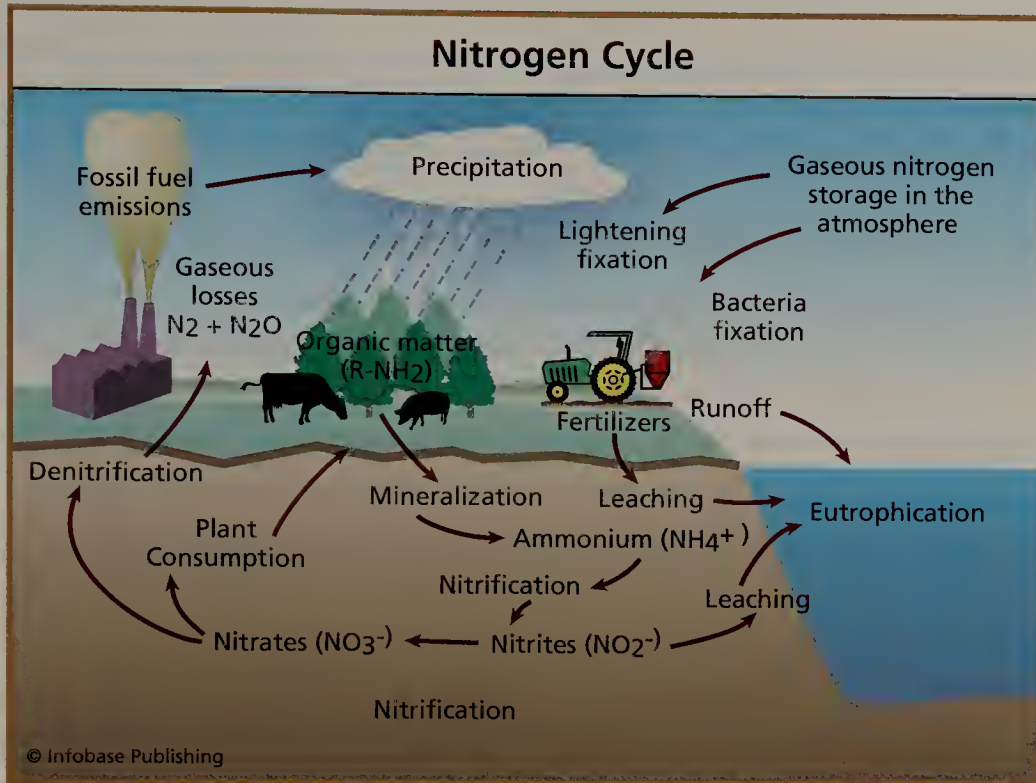 Nitrogen Cycle
Fossil fuel
emissions
Precipitation
Gaseous nitrogen
storage in the
atmosphere
Lightening
fixation
Gaseous
losses
N2 + N2O
Bacteria
fixation
Organic matter
(R-NH2)
Fertilizers
Runoff
Denitrification
Mineralization
Leaching
Eutrophication
Plant
Consumption
Ammonium (NH4+)
Nitrification
Leaching
Nitrates (NO3-)
Nitrites (NO2-)
Nitrification
© Infobase Publishing